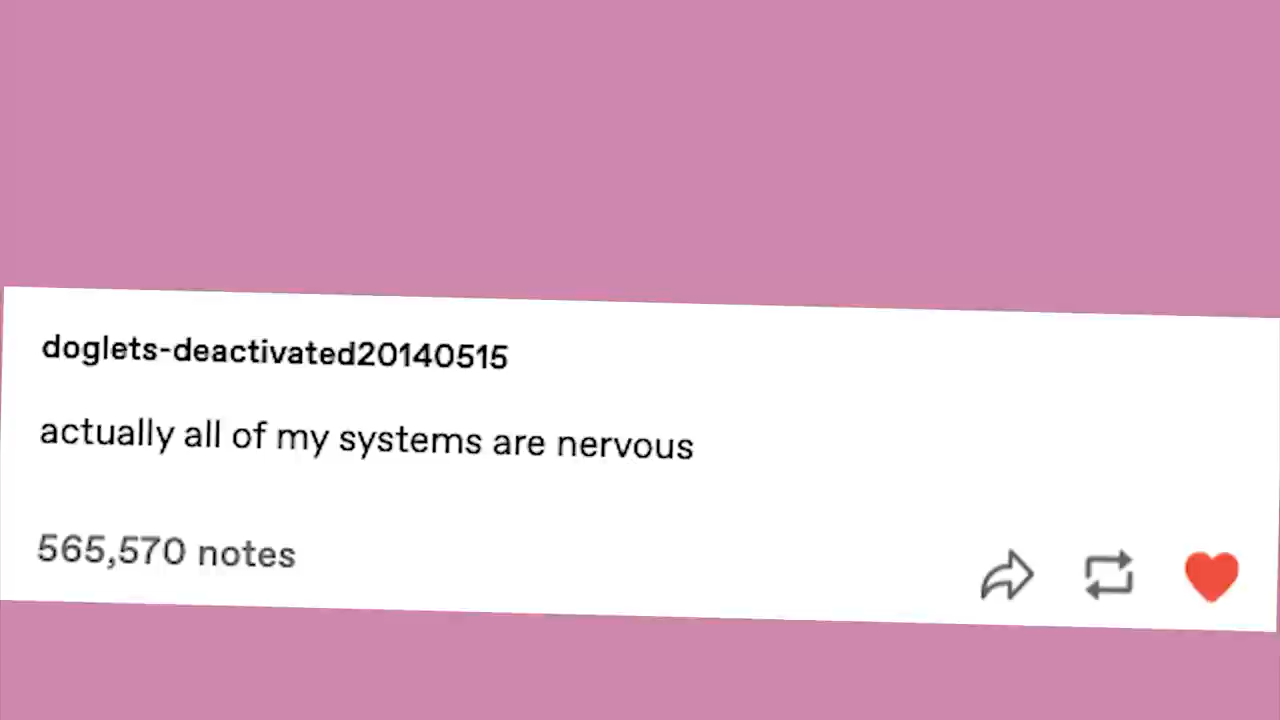 doglets-deactivated20140515
actually all of my systems are nervous
565,570 notes